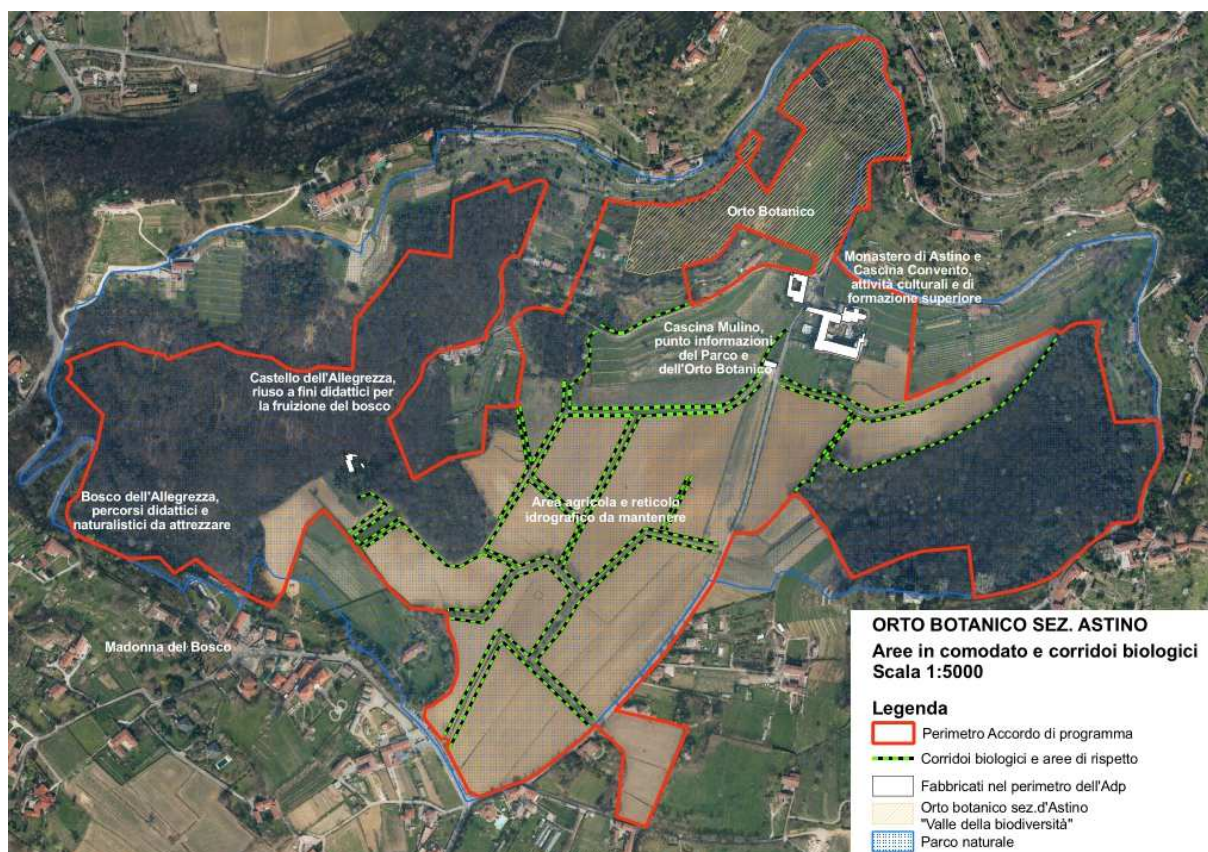 Orto Botanico
Monastero di Astino e
Cascina Convento,
attività culturali e di
formazione superiore
Cascina Mulino,
punto informazioni
del Parco e
dell'Orto Botanico
Castello dell'Allegrezza,
riuso a fini didattici per
la fruizione del bosco
Bosco dell'Allegrezza,
percorsi didattici e
naturalistici da attrezzare
Area agricola e reticolo
idrografico da mantenere
Madonna del Bosco
ORTO BOTANICO SEZ. ASTINO
Aree in comodato e corridoi biologici
Scala 1:5000
Legenda
Perimetro Accordo di programma
Corridoi biologici e aree di rispetto
Fabbricati nel perimetro dell'Adp
Orto botanico sez.d'Astino
"Valle della biodiversità"
Parco naturale